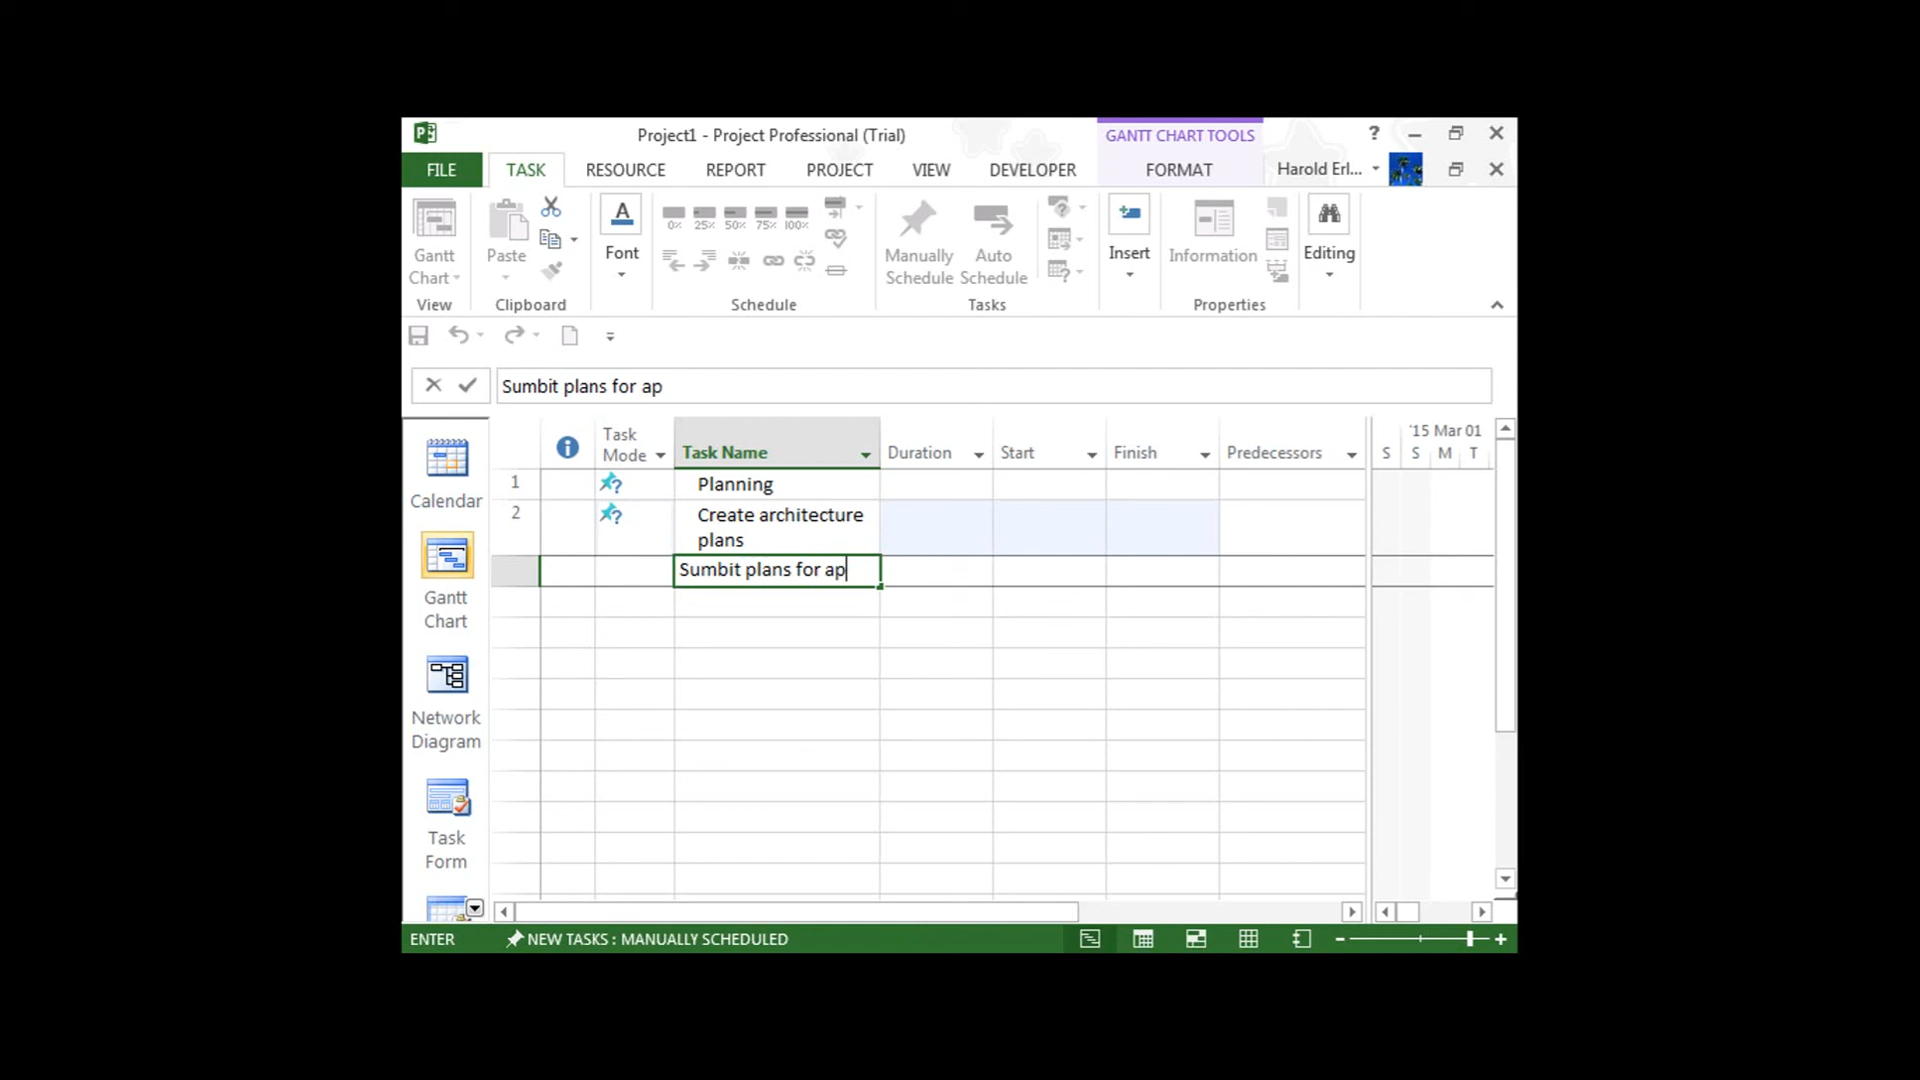 Project1 - Project Professional (Trial)
GANTT CHART TOOLS
?
FILE
TASK
RESOURCE
REPORT
PROJECT
VIEW
DEVELOPER
FORMAT
Harold Erl...
Gantt
Chart
View
Paste
Clipboard
A
Font
0%
25%
50%
75%
100%
Schedule
Manually
Schedule
Auto
Schedule
Tasks
Insert
Information
Properties
Editing
Sumbit plans for ap
Task
Mode
Task Name
Duration
Start
Finish
Predecessors
'15 Mar 01
S
S
M
T
1
Planning
2
Create architecture
plans
Sumbit plans for ap
Calendar
Gantt
Chart
Network
Diagram
Task
Form
ENTER
NEW TASKS : MANUALLY SCHEDULED